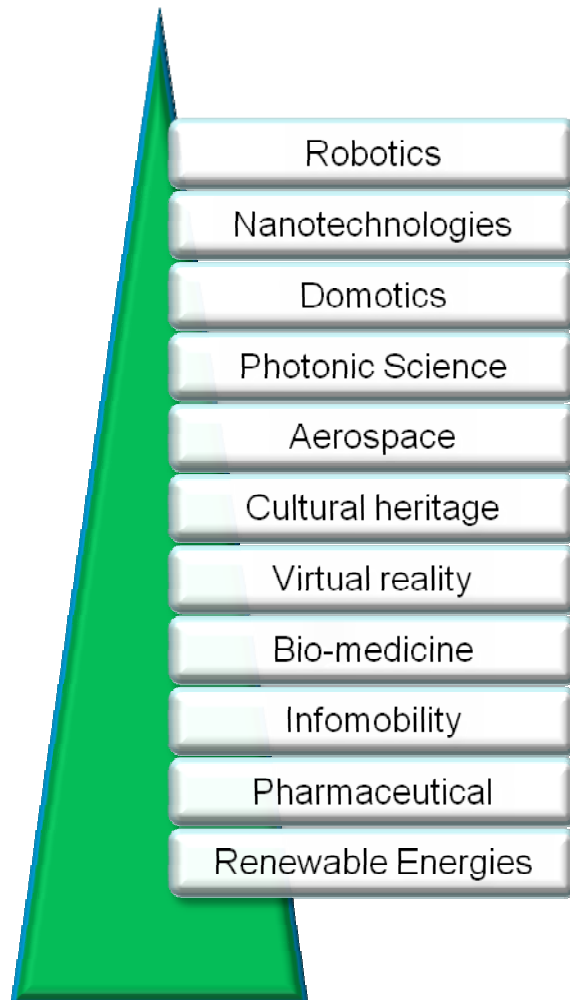 Robotics
Nanotechnologies
Domotics
Photonic Science
Aerospace
Cultural heritage
Virtual reality
Bio-medicine
Infomobility
Pharmaceutical
Renewable Energies